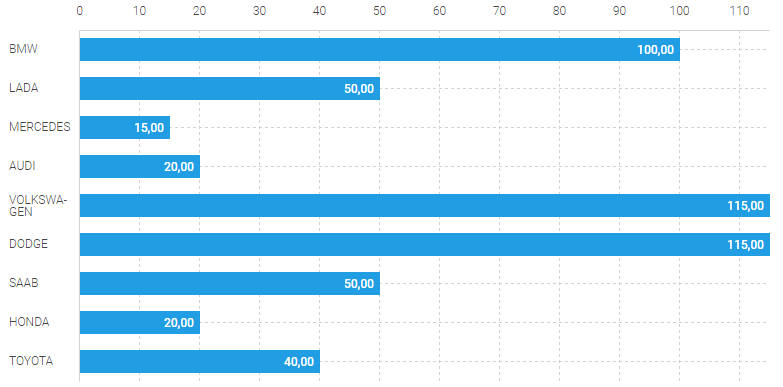 0 10 20 30 40 50 60 70 80 90 100 110
BMW 100,00
LADA 50,00
MERCEDES 15,00
AUDI 20,00
VOLKSWA-
GEN 115,00
DODGE 115,00
SAAB 50,00
HONDA 20,00
TOYOTA 40,00